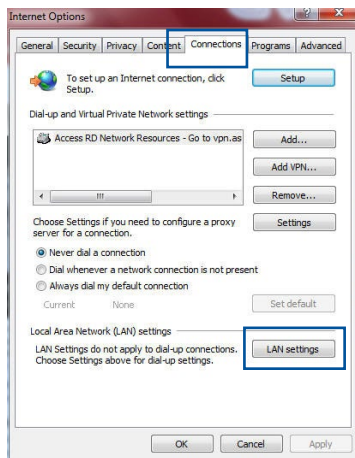 Internet Options
General Security Privacy Content Connections Programs Advanced
To set up an Internet connection, click
Setup.
Setup
Dial-up and Virtual Private Network settings
Access RD Network Resources - Go to vpn.as
Add...
Add VPN...
Remove...
Choose Settings if you need to configure a proxy
server for a connection.
Settings
Never dial a connection
Dial whenever a network connection is not present
Always dial my default connection
Current None
Set default
Local Area Network (LAN) settings
LAN Settings do not apply to dial-up connections.
Choose Settings above for dial-up settings.
LAN settings
OK Cancel Apply